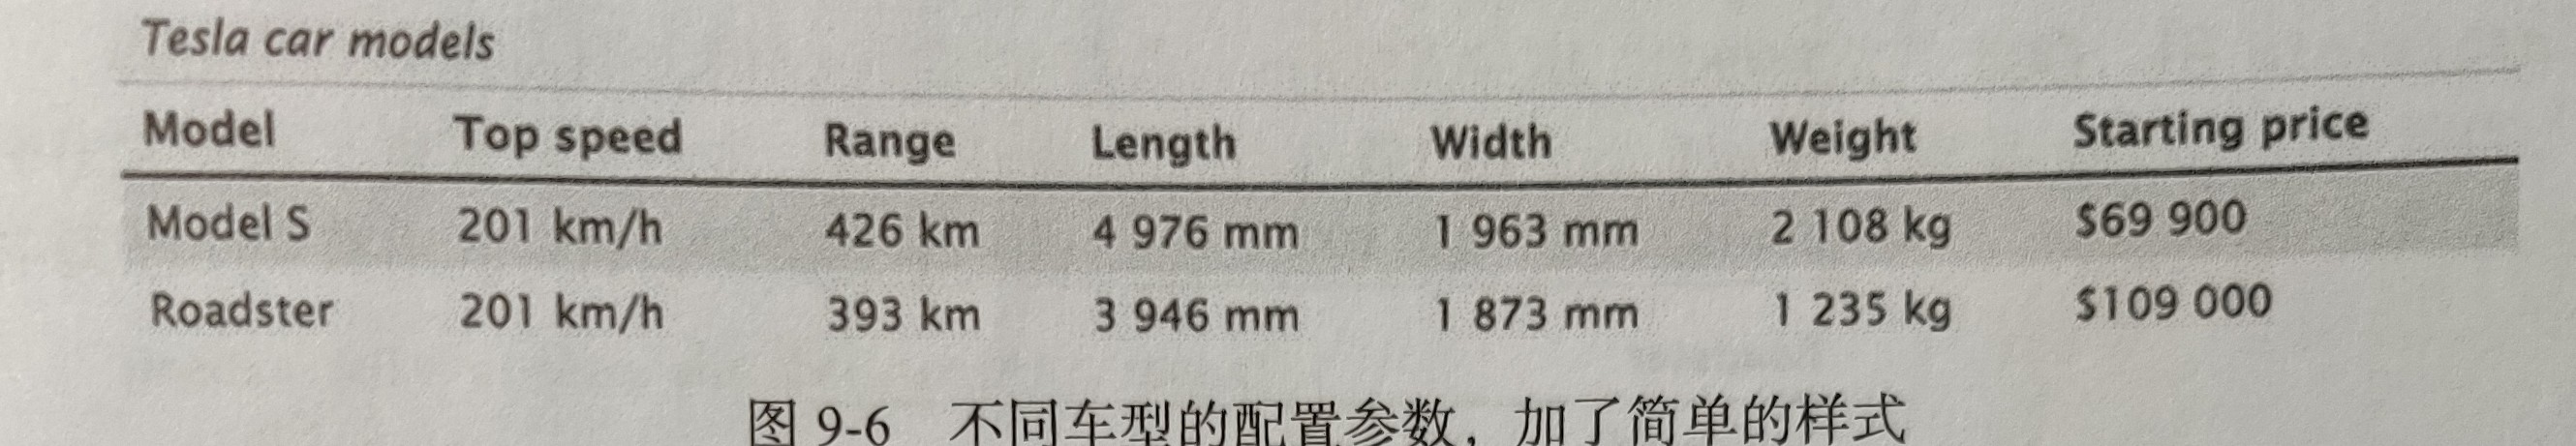 Tesla car models
Model Top speed Range Length Width Weight Starting price
Model S 201 km/h 426 km 4 976 mm 1 963 mm 2 108 kg $69 900
Roadster 201 km/h 393 km 3 946 mm 1 873 mm 1 235 kg $109 000
图 9-6 不同车型的配置参数，加了简单的样式